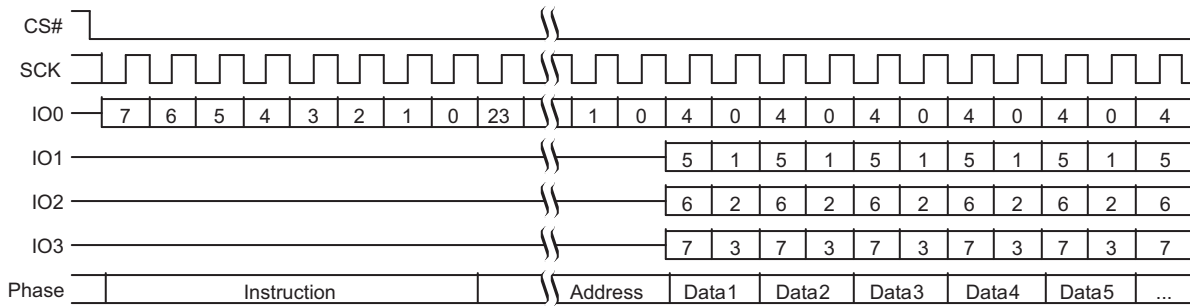 CS#
SCK
IO0 7 6 5 4 3 2 1 0 23 1 0 4 0 4 0 4 0 4 0 4 0 4
IO1 5 1 5 1 5 1 5 1 5 1 5
IO2 6 2 6 2 6 2 6 2 6 2 6
IO3 7 3 7 3 7 3 7 3 7 3 7
Phase Instruction Address Data1 Data2 Data3 Data4 Data5 ...